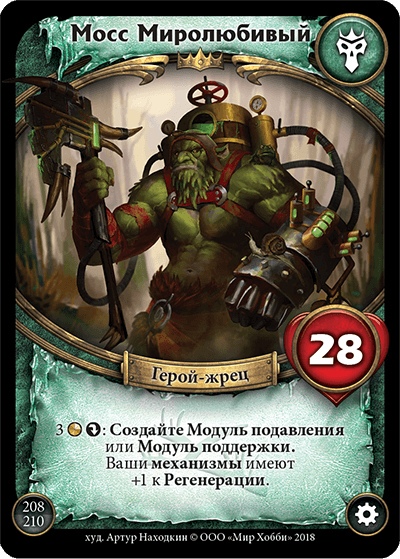 Мосс Миролюбивый
28
Герой-жрец
3 : Создайте Модуль подавления
или Модуль поддержки.
Ваши механизмы имеют
+1 к Регенерации.
208
210
худ. Артур Находкин © ООО «Мир Хобби» 2018